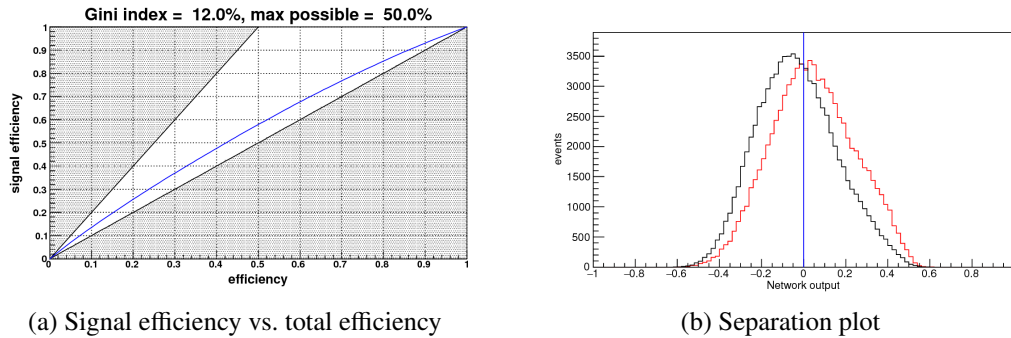 Gini index = 12.0%, max possible = 50.0%
signal efficiency
1
0.9
0.8
0.7
0.6
0.5
0.4
0.3
0.2
0.1
0
0 0.1 0.2 0.3 0.4 0.5 0.6 0.7 0.8 0.9 1
efficiency
(a) Signal efficiency vs. total efficiency
events
3500
3000
2500
2000
1500
1000
500
0
−1 −0.8 −0.6 −0.4 −0.2 0 0.2 0.4 0.6 0.8
Network output
(b) Separation plot